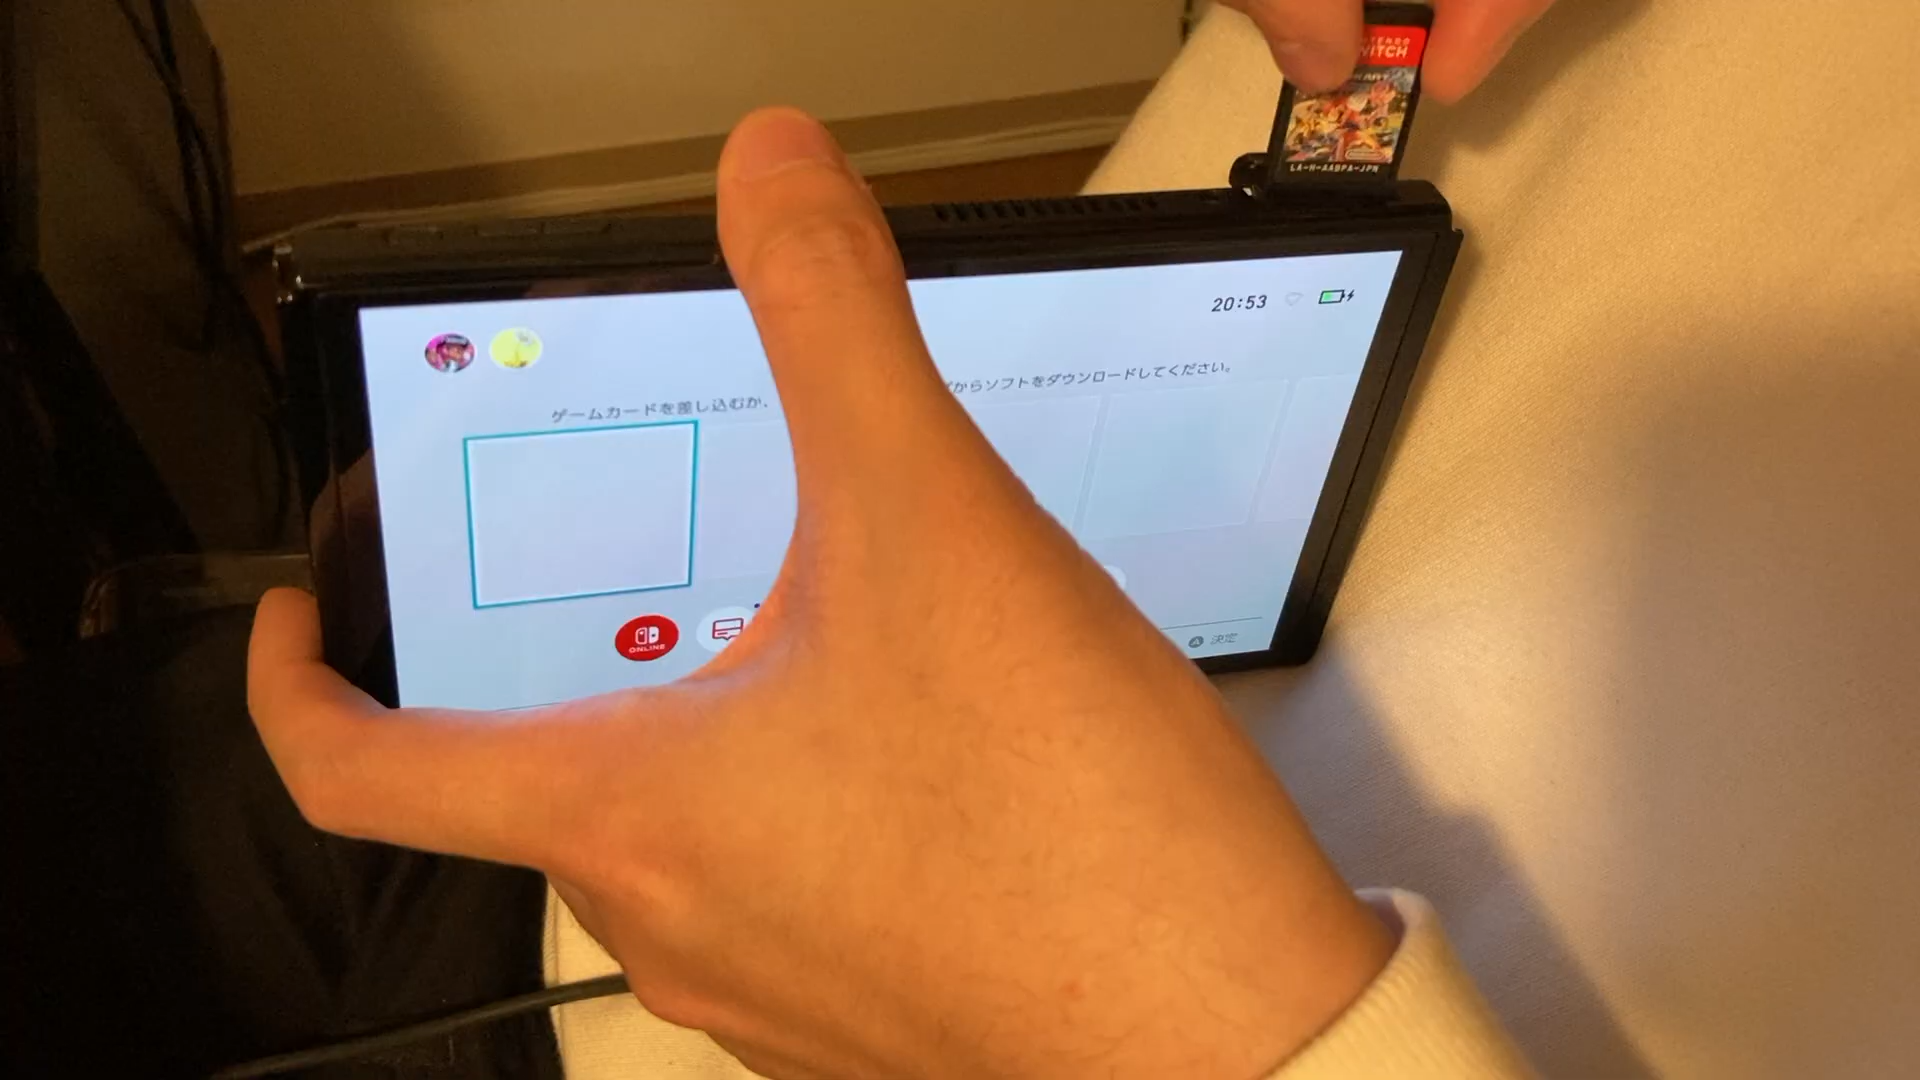 SWITCH
KART
LA-H-AABPA-JPN
20:53
ゲームカードを差し込むか、
からソフトをダウンロードしてください。
ONLINE
A 決定